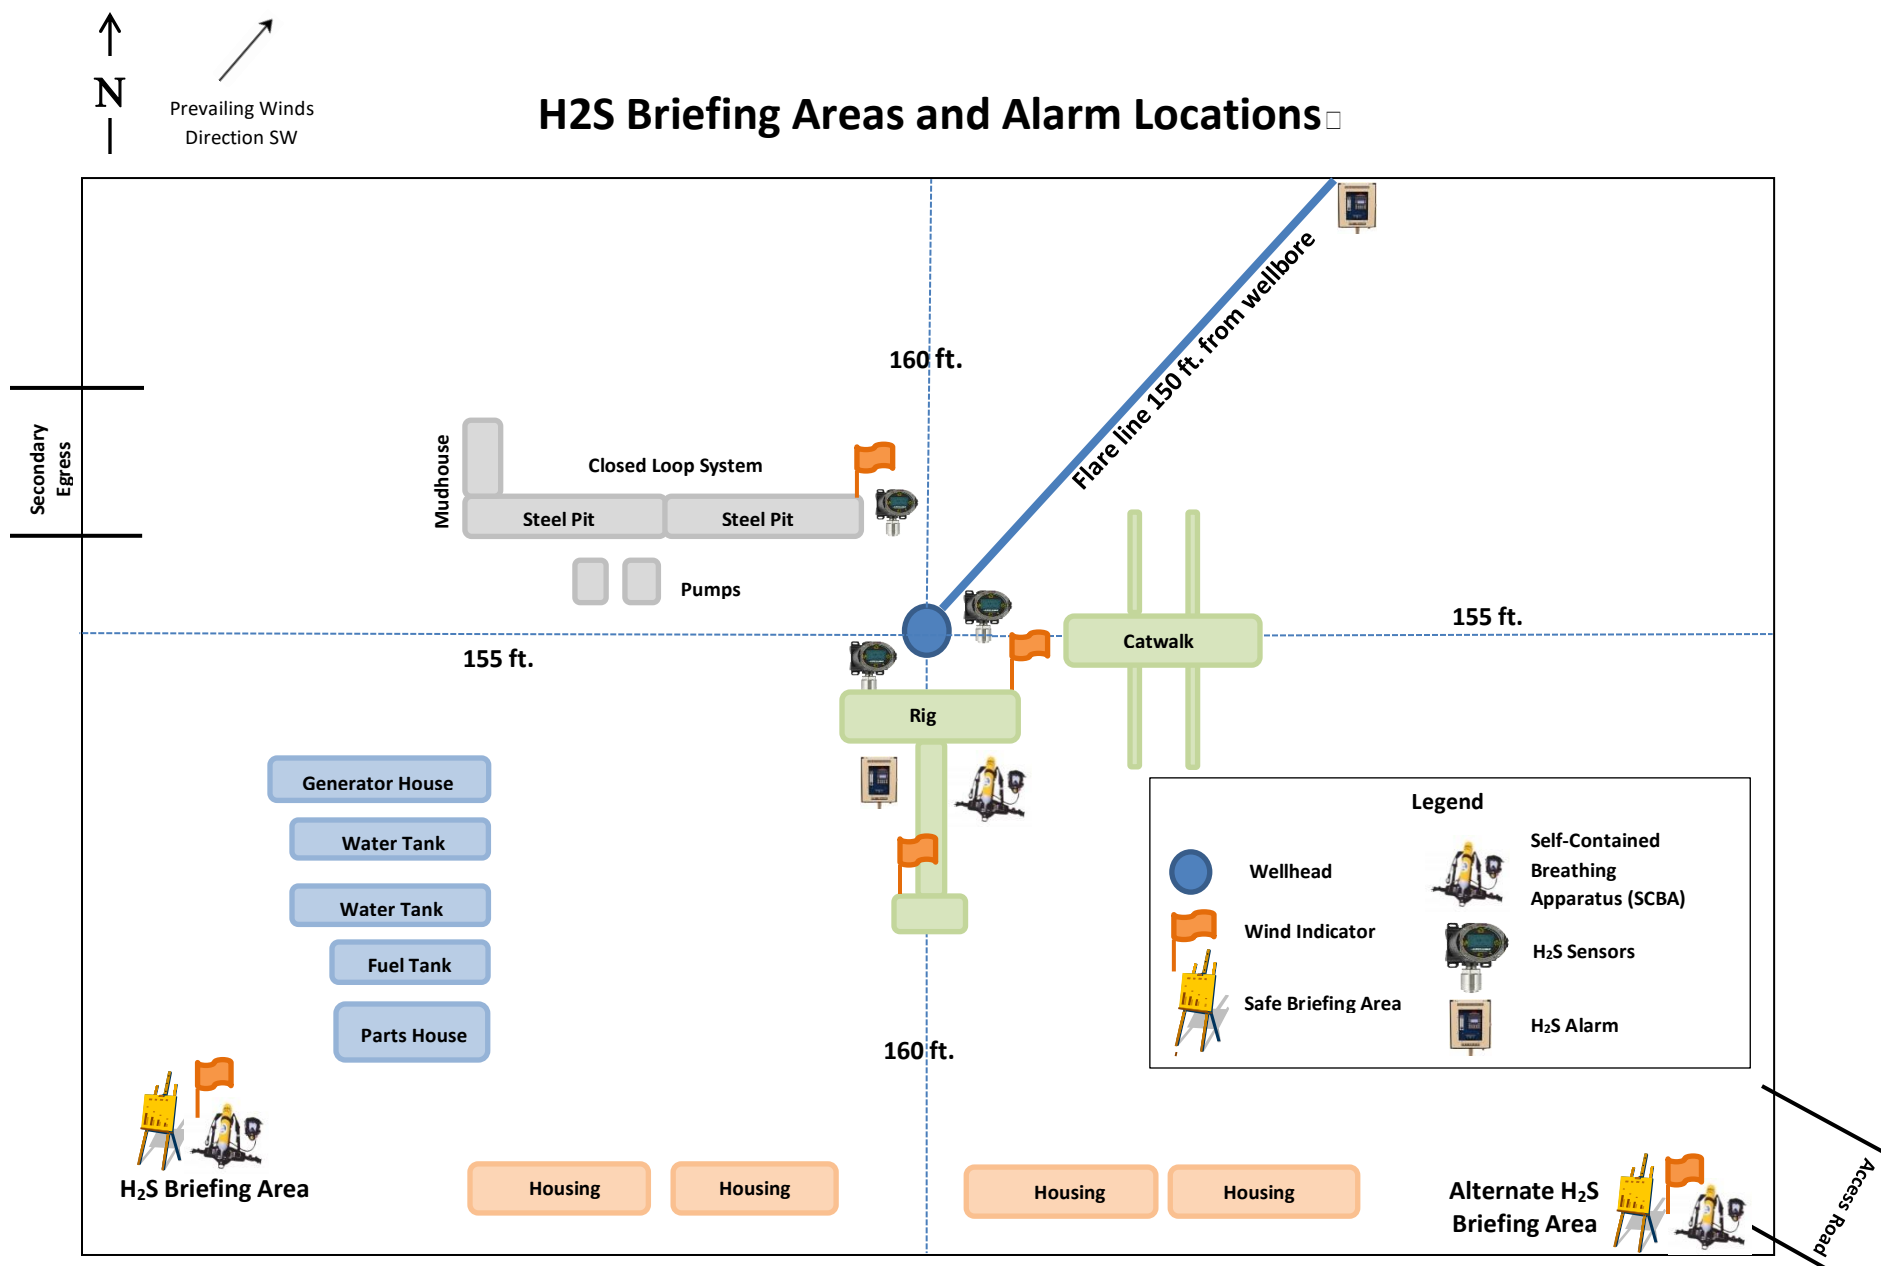 N
Prevailing Winds
Direction SW
H2S Briefing Areas and Alarm Locations
160 ft.
Flare line 150 ft. from wellbore
Secondary
Egress
Mudhouse
Closed Loop System
Steel Pit
Steel Pit
Pumps
155 ft.
155 ft.
Catwalk
Rig
Generator House
Water Tank
Water Tank
Fuel Tank
Parts House
160 ft.
Legend
Wellhead
Wind Indicator
Safe Briefing Area
Self-Contained
Breathing
Apparatus (SCBA)
H₂S Sensors
H₂S Alarm
H₂S Briefing Area
Housing
Housing
Housing
Housing
Alternate H₂S
Briefing Area
Access Road